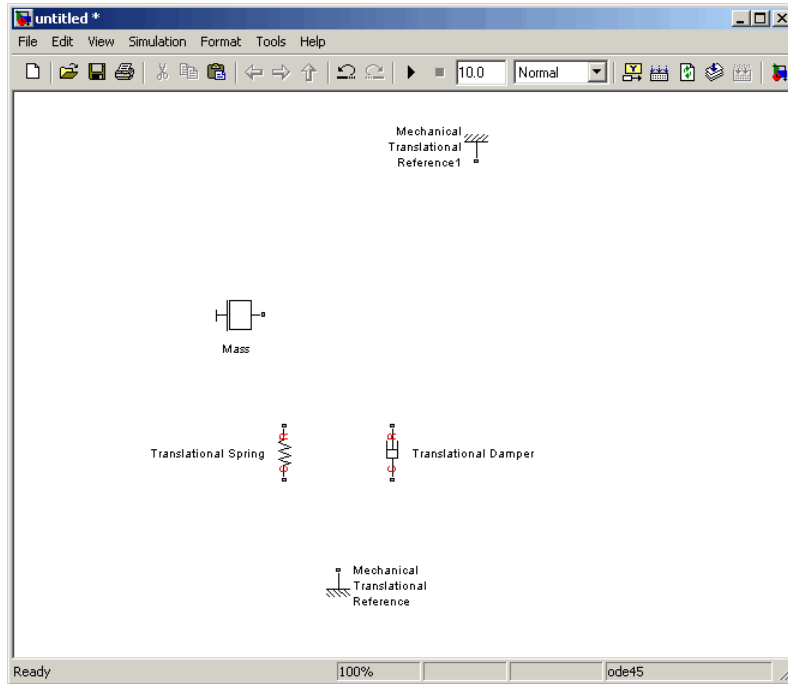 untitled *
File Edit View Simulation Format Tools Help
10.0 Normal
Mechanical
Translational
Reference1
Mass
R
C
Translational Spring
R
C
Translational Damper
Mechanical
Translational
Reference
Ready 100% ode45